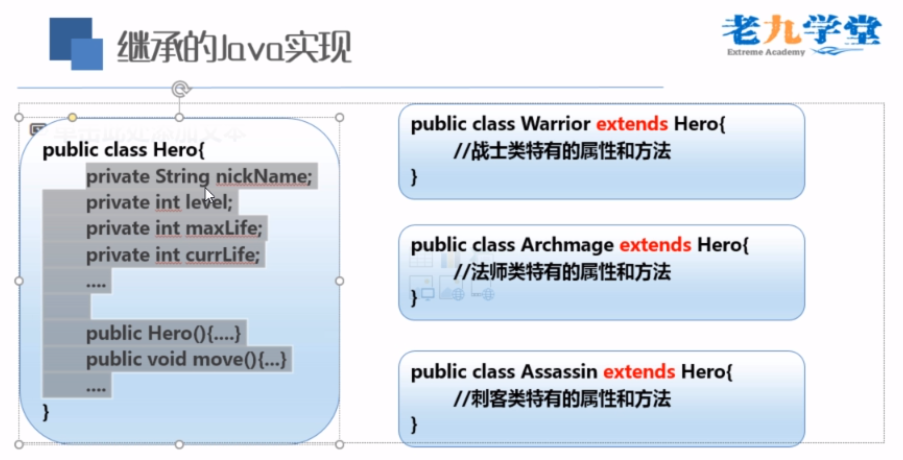 继承的Java实现
老九学堂
Extreme Academy
public class Hero{
private String nickName;
private int level;
private int maxLife;
private int currLife;
....
public Hero(){....}
public void move(){...}
....
}
public class Warrior extends Hero{
//战士类特有的属性和方法
}
public class Archmage extends Hero{
//法师类特有的属性和方法
}
public class Assassin extends Hero{
//刺客类特有的属性和方法
}